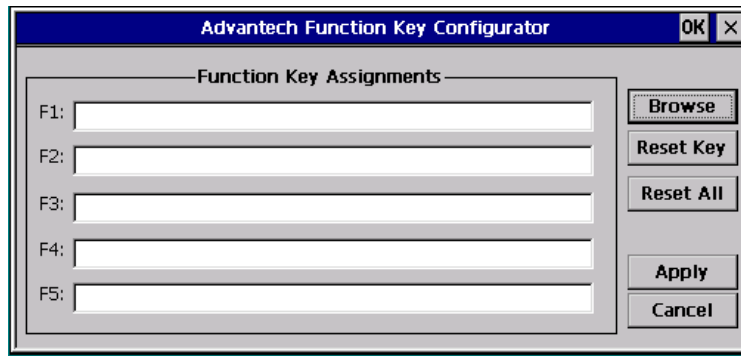 Advantech Function Key Configurator OK ×
Function Key Assignments
F1:
F2:
F3:
F4:
F5:
Browse
Reset Key
Reset All
Apply
Cancel